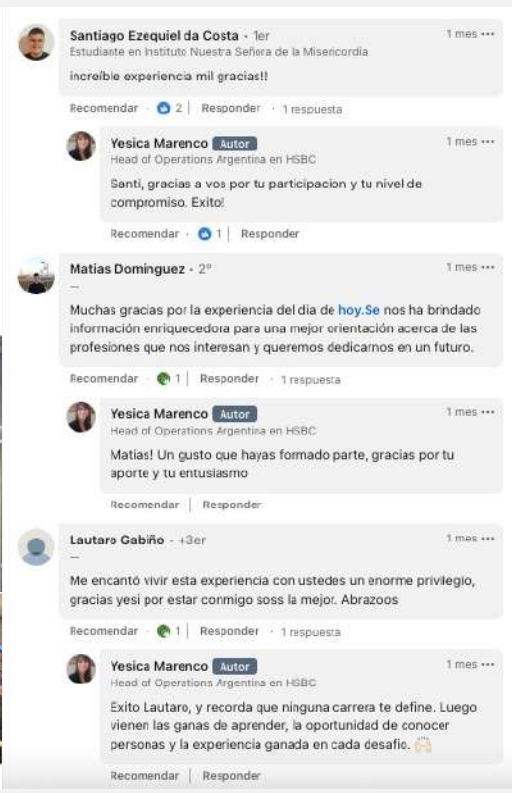 Santiago Ezequiel da Costa · 1er
1 mes •••
Estudiante en Instituto Nuestra Señora de la Misericordia
increíble experiencia mil gracias!!
Recomendar · 2 | Responder · 1 respuesta
Yesica Marenco Autor
1 mes •••
Head of Operations Argentina en HSBC
Santi, gracias a vos por tu participacion y tu nivel de
compromiso. Exito!
Recomendar · 1 | Responder
Matias Dominguez · 2º
1 mes •••
--
Muchas gracias por la experiencia del dia de hoy.Se nos ha brindado
información enriquecedora para una mejor orientación acerca de las
profesiones que nos interesan y queremos dedicarnos en un futuro.
Recomendar · 1 | Responder · 1 respuesta
Yesica Marenco Autor
1 mes •••
Head of Operations Argentina en HSBC
Matias! Un gusto que hayas formado parte, gracias por tu
aporte y tu entusiasmo
Recomendar | Responder
Lautaro Gabiño · +3er
1 mes •••
--
Me encantó vivir esta experiencia con ustedes un enorme privilegio,
gracias yesi por estar conmigo soss la mejor. Abrazoos
Recomendar · 1 | Responder · 1 respuesta
Yesica Marenco Autor
1 mes •••
Head of Operations Argentina en HSBC
Exito Lautaro, y recorda que ninguna carrera te define. Luego
vienen las ganas de aprender, la oportunidad de conocer
personas y la experiencia ganada en cada desafio. 🙌🏻
Recomendar | Responder